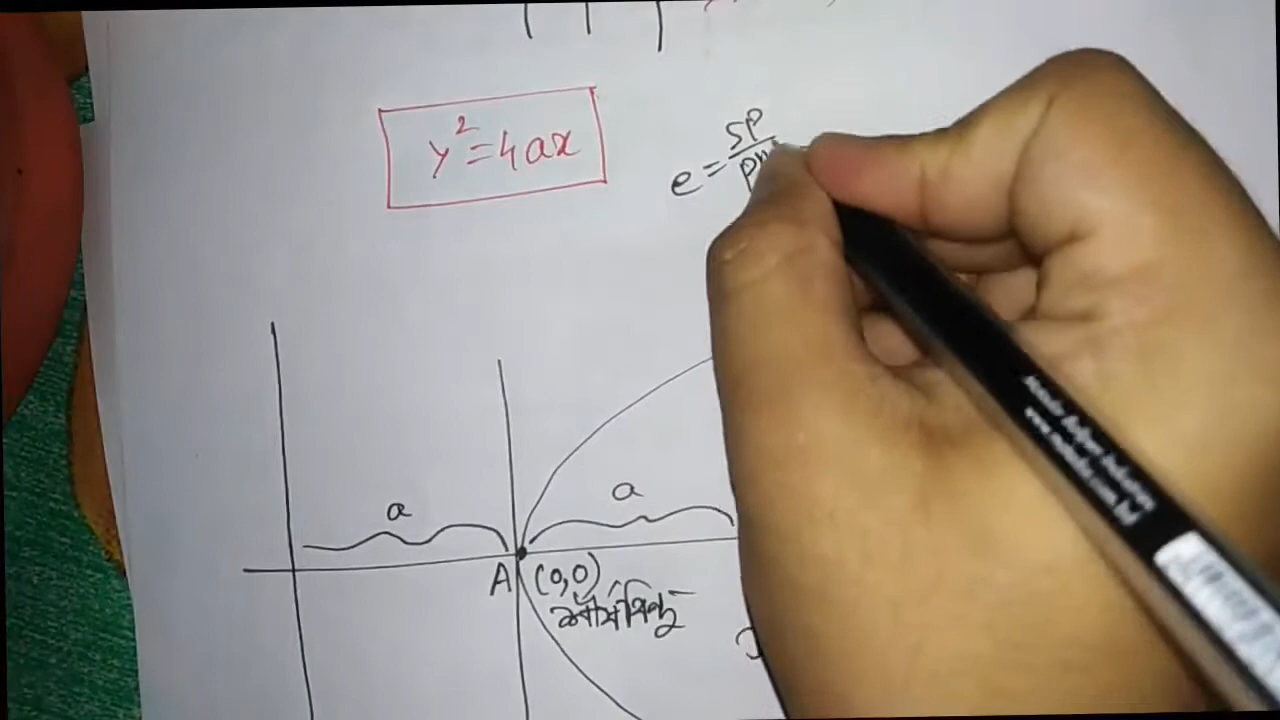 y²=4ax
e = SP/PM
a
a
A (0,0)
শীর্ষবিন্দু